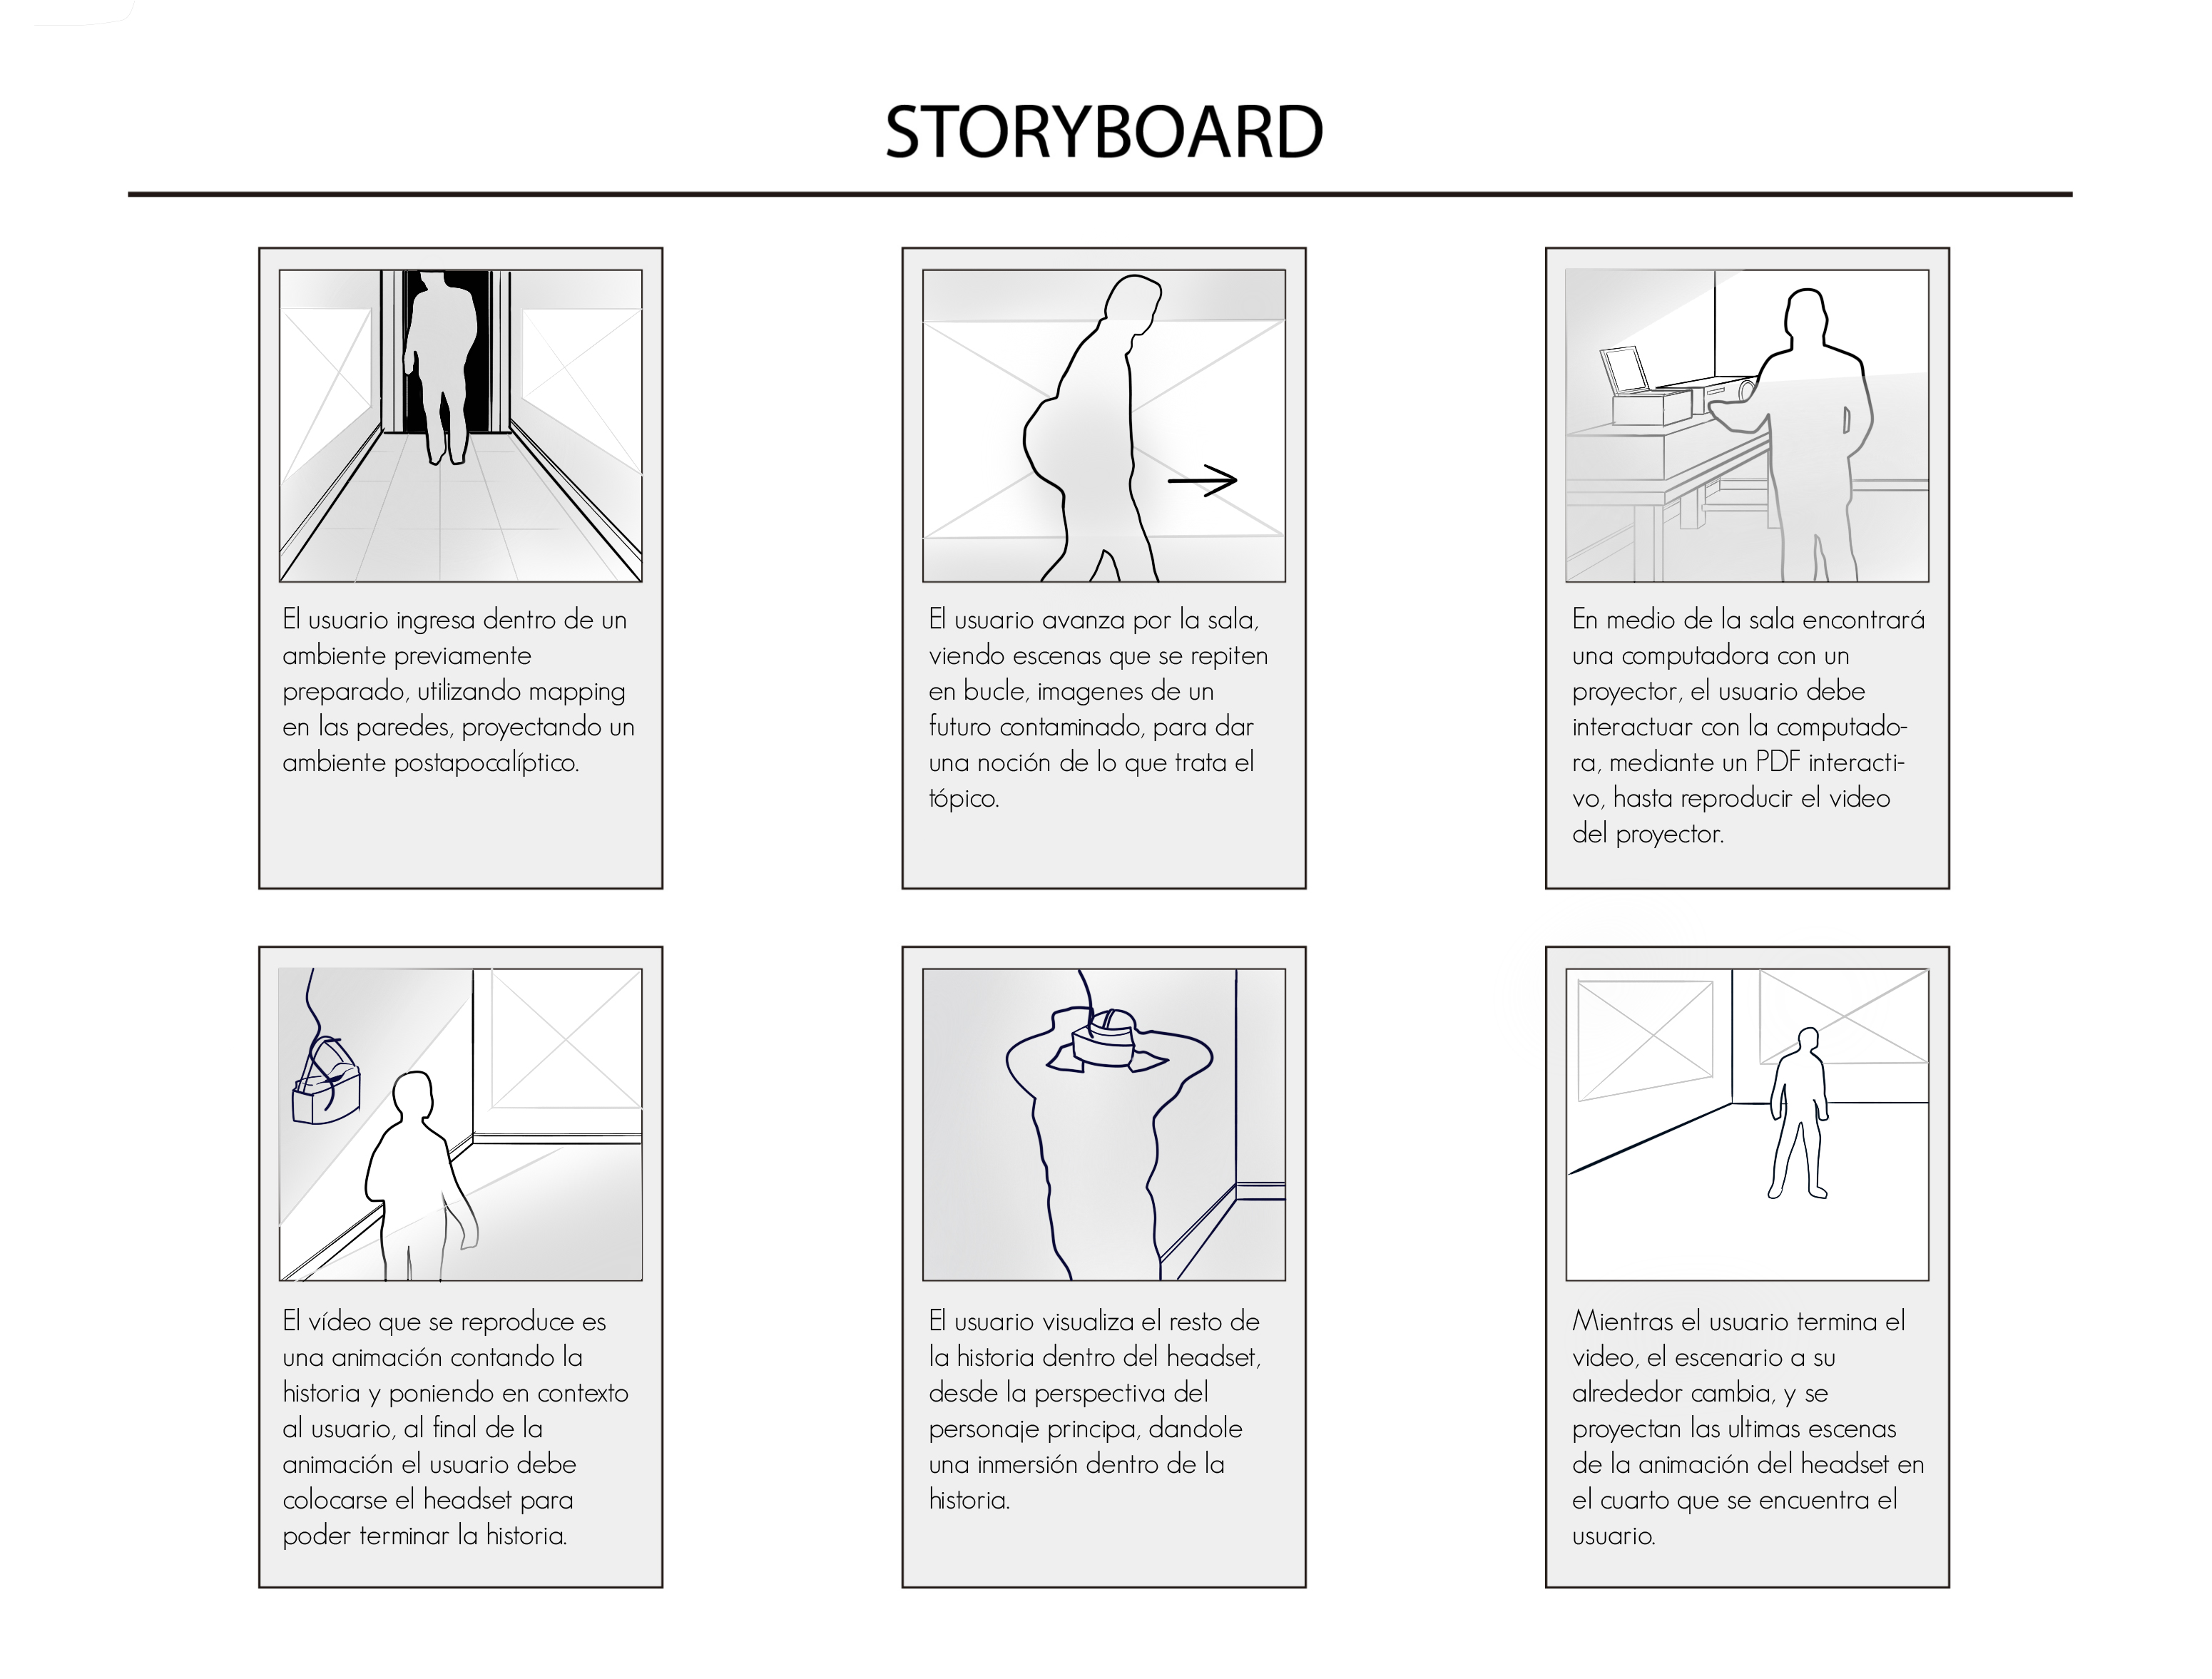 STORYBOARD
El usuario ingresa dentro de un
ambiente previamente
preparado, utilizando mapping
en las paredes, proyectando un
ambiente postapocalíptico.
El usuario avanza por la sala,
viendo escenas que se repiten
en bucle, imagenes de un
futuro contaminado, para dar
una noción de lo que trata el
tópico.
En medio de la sala encontrará
una computadora con un
proyector, el usuario debe
interactuar con la computado-
ra, mediante un PDF interacti-
vo, hasta reproducir el video
del proyector.
El vídeo que se reproduce es
una animación contando la
historia y poniendo en contexto
al usuario, al final de la
animación el usuario debe
colocarse el headset para
poder terminar la historia.
El usuario visualiza el resto de
la historia dentro del headset,
desde la perspectiva del
personaje principa, dandole
una inmersión dentro de la
historia.
Mientras el usuario termina el
video, el escenario a su
alrededor cambia, y se
proyectan las ultimas escenas
de la animación del headset en
el cuarto que se encuentra el
usuario.